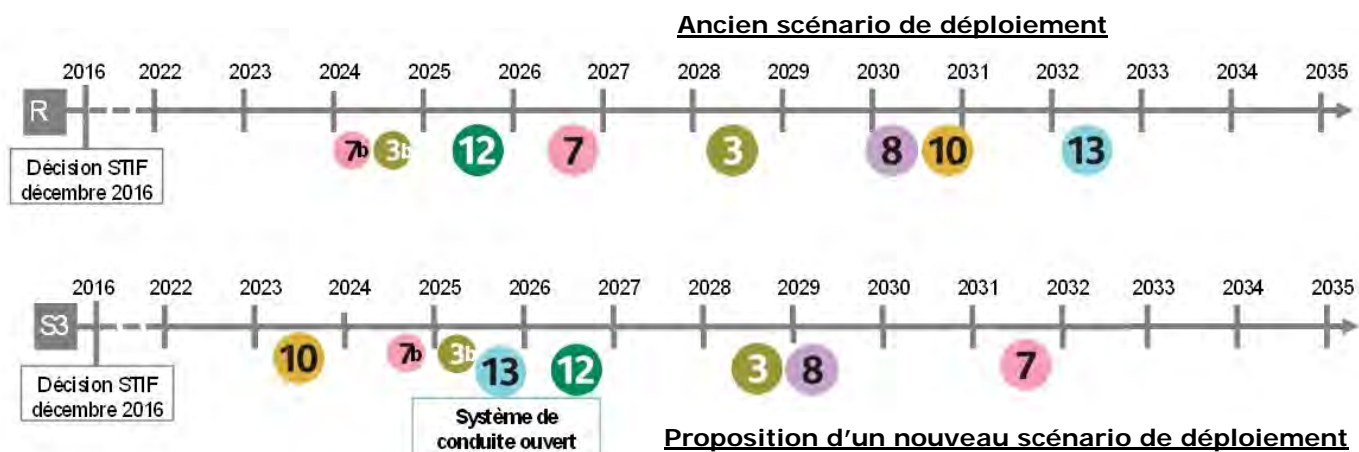 Ancien scénario de déploiement
2016 2022 2023 2024 2025 2026 2027 2028 2029 2030 2031 2032 2033 2034 2035
R
7b 3b 12 7 3 8 10 13
Décision STIF
décembre 2016
2016 2022 2023 2024 2025 2026 2027 2028 2029 2030 2031 2032 2033 2034 2035
S3
10 7b 3b 13 12 3 8 7
Décision STIF
décembre 2016
Système de
conduite ouvert
Proposition d'un nouveau scénario de déploiement